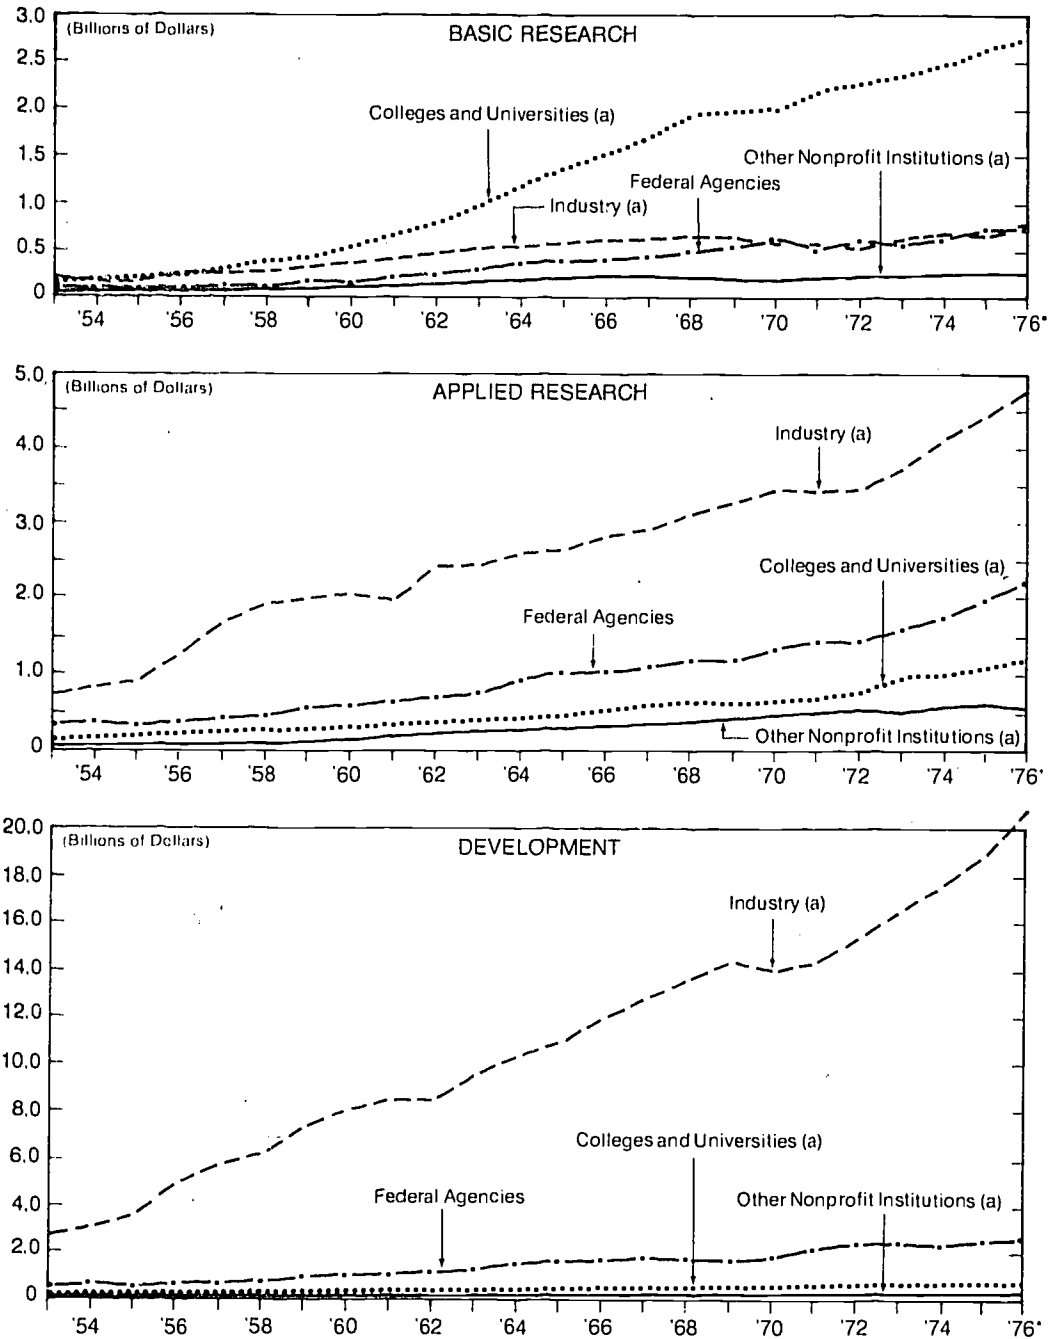 3.0
(Billions of Dollars)
BASIC RESEARCH
2.5
2.0
Colleges and Universities (a)
1.5
Other Nonprofit Institutions (a)
Federal Agencies
1.0
Industry (a)
0.5
0
'54 '56 '58 '60 '62 '64 '66 '68 '70 '72 '74 '76*
5.0
(Billions of Dollars)
APPLIED RESEARCH
Industry (a)
4.0
3.0
Colleges and Universities (a)
2.0
Federal Agencies
1.0
0
Other Nonprofit Institutions (a)
'54 '56 '58 '60 '62 '64 '66 '68 '70 '72 '74 '76*
20.0
(Billions of Dollars)
DEVELOPMENT
18.0
Industry (a)
16.0
14.0
12.0
10.0
8.0
6.0
Colleges and Universities (a)
4.0
Federal Agencies
Other Nonprofit Institutions (a)
2.0
0
'54 '56 '58 '60 '62 '64 '66 '68 '70 '72 '74 '76*